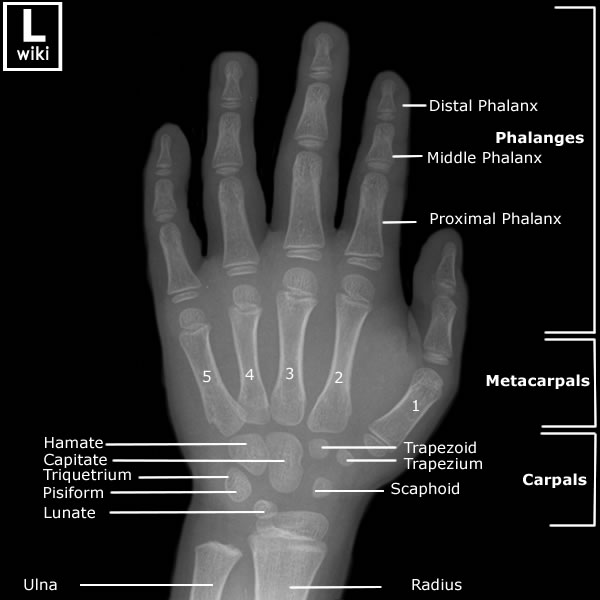 L
wiki
Distal Phalanx
Phalanges
Middle Phalanx
Proximal Phalanx
5 4 3 2 1
Metacarpals
Hamate
Capitate
Triquetrium
Pisiform
Lunate
Trapezoid
Trapezium
Scaphoid
Carpals
Ulna
Radius